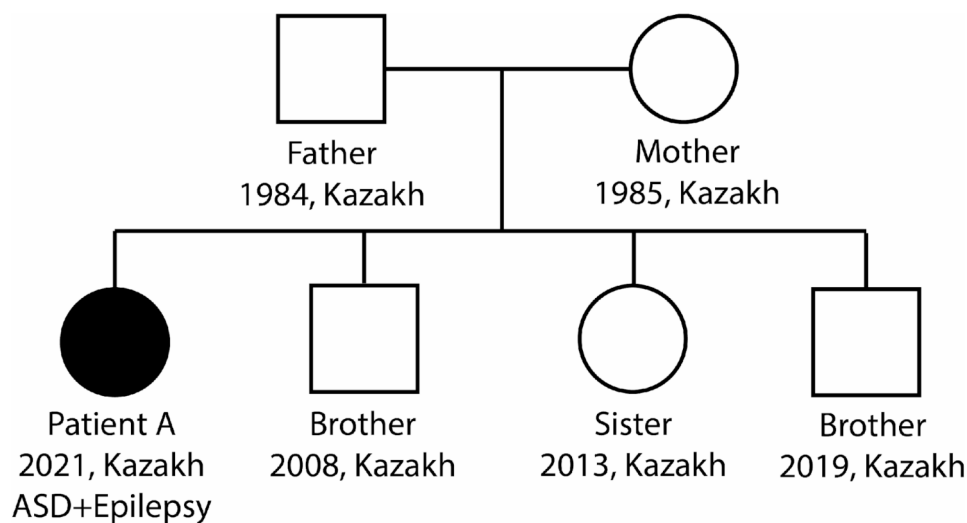 Father
1984, Kazakh
Mother
1985, Kazakh
Patient A
2021, Kazakh
ASD+Epilepsy
Brother
2008, Kazakh
Sister
2013, Kazakh
Brother
2019, Kazakh